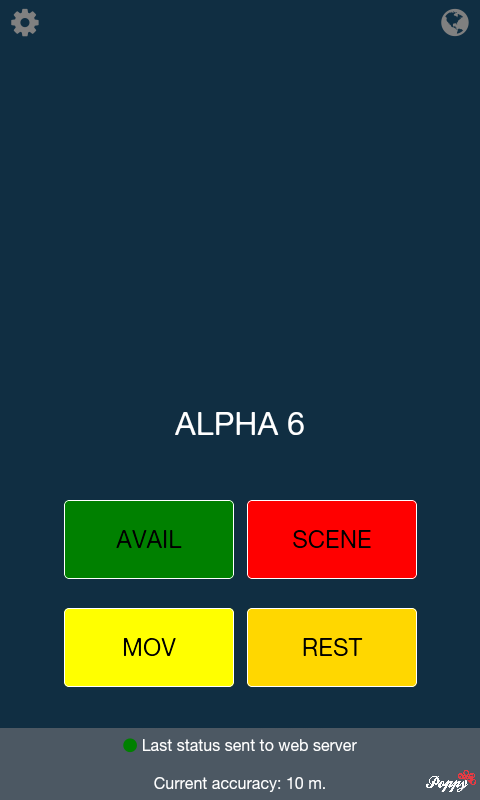 ALPHA 6
AVAIL
SCENE
MOV
REST
Last status sent to web server
Current accuracy: 10 m.
Poppy